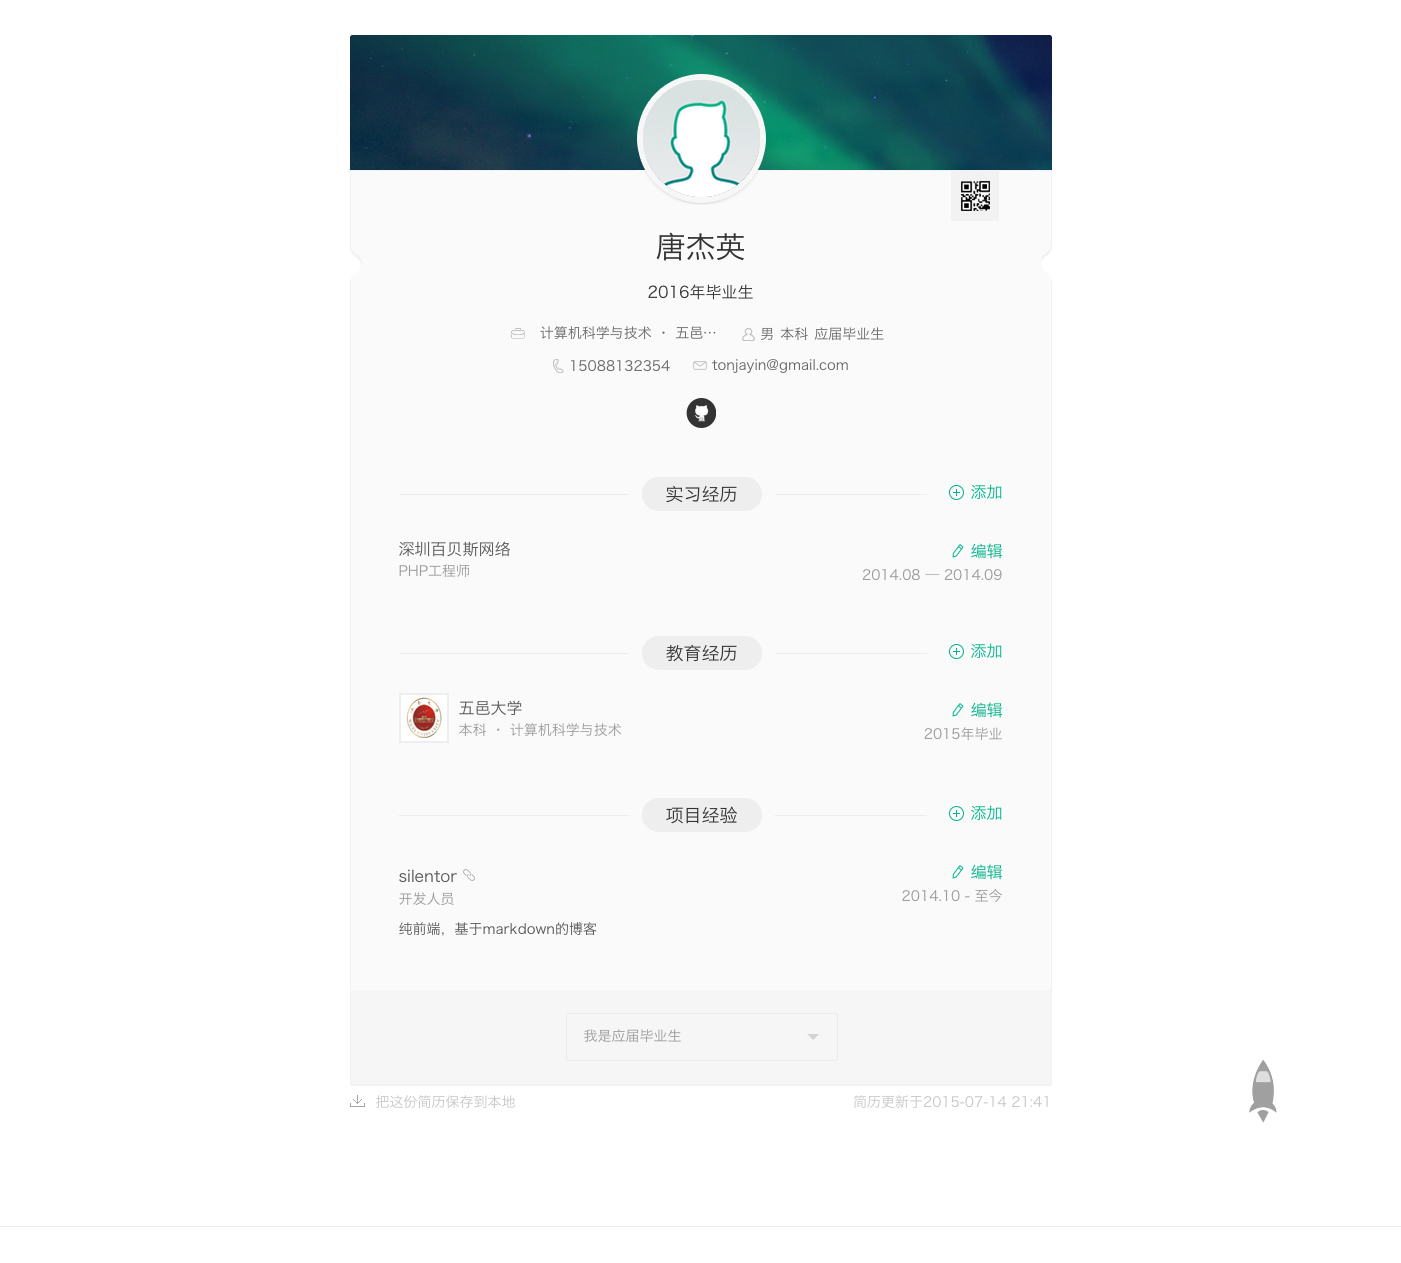 唐杰英
2016年毕业生
计算机科学与技术 · 五邑… 男 本科 应届毕业生
15088132354 tonjayin@gmail.com
实习经历 添加
深圳百贝斯网络 编辑
PHP工程师 2014.08 — 2014.09
教育经历 添加
五邑大学 编辑
本科 · 计算机科学与技术 2015年毕业
项目经验 添加
silentor 编辑
开发人员 2014.10 - 至今
纯前端，基于markdown的博客
我是应届毕业生
把这份简历保存到本地 简历更新于2015-07-14 21:41